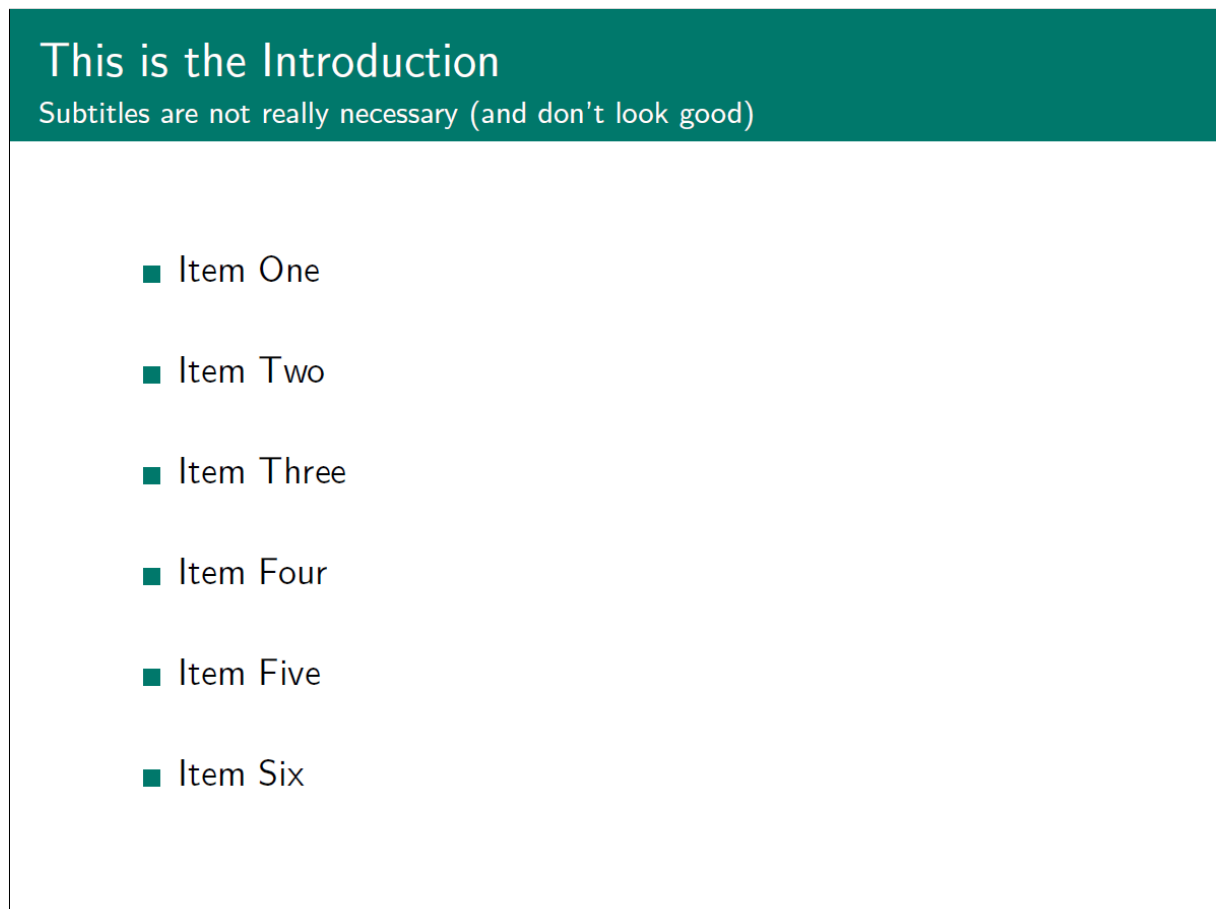 This is the Introduction
Subtitles are not really necessary (and don't look good)
Item One
Item Two
Item Three
Item Four
Item Five
Item Six